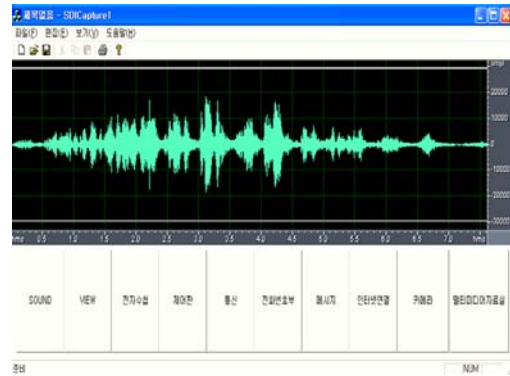 제목없음 - SDICapture1
파일(F) 편집(E) 보기(V) 도움말(H)
smpl
20000
10000
0
-10000
-20000
-30000
hms 0.5 1.0 1.5 2.0 2.5 3.0 3.5 4.0 4.5 5.0 5.5 6.0 6.5 7.0 hms
SOUND VIEW 전자수첩 제어판 통신 전화번호부 메시지 인터넷연결 카메라 멀티미디어자료실
준비 NUM